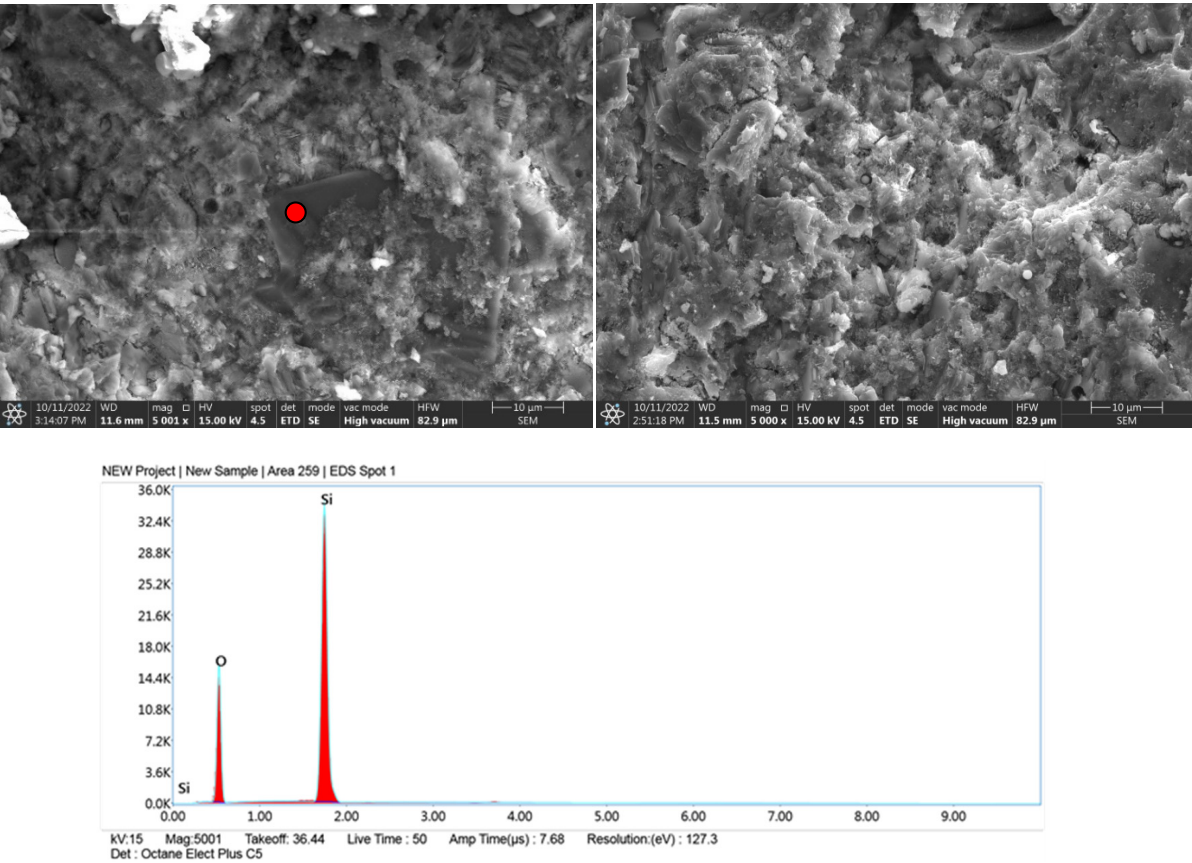 10/11/2022 WD mag □ HV spot det mode vac mode HFW 10 µm
3:14:07 PM 11.6 mm 5 001 x 15.00 kV 4.5 ETD SE High vacuum 82.9 µm SEM
10/11/2022 WD mag □ HV spot det mode vac mode HFW 10 µm
2:51:18 PM 11.5 mm 5 000 x 15.00 kV 4.5 ETD SE High vacuum 82.9 µm SEM
NEW Project | New Sample | Area 259 | EDS Spot 1
36.0K
Si
32.4K
28.8K
25.2K
21.6K
18.0K
O
14.4K
10.8K
7.2K
3.6K
Si
0.0K
0.00 1.00 2.00 3.00 4.00 5.00 6.00 7.00 8.00 9.00
kV:15 Mag:5001 Takeoff: 36.44 Live Time : 50 Amp Time(µs) : 7.68 Resolution:(eV) : 127.3
Det : Octane Elect Plus C5